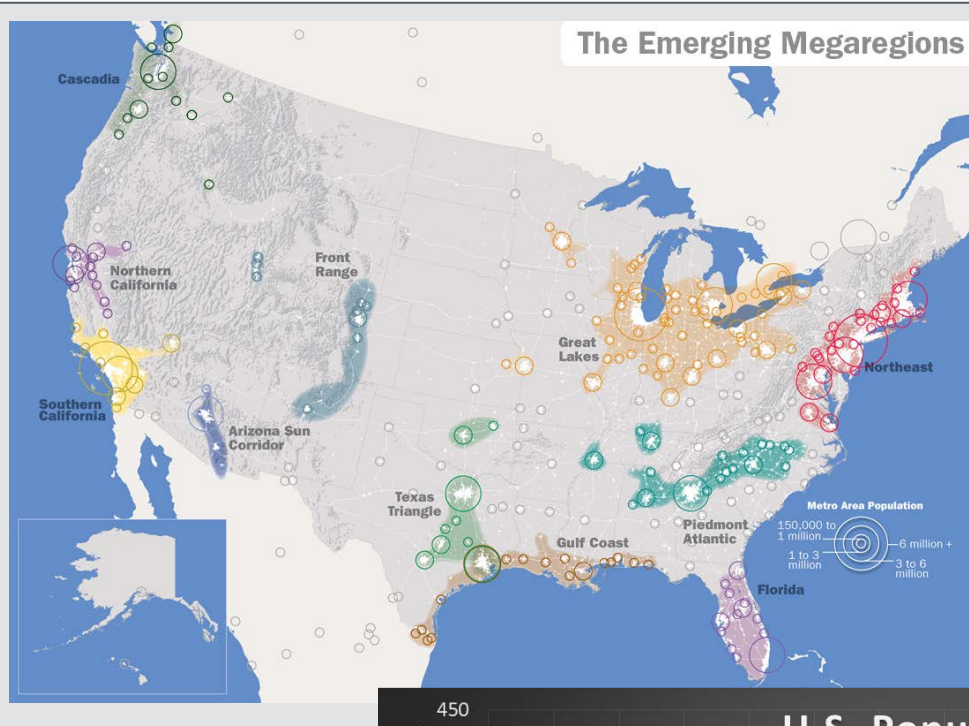 The Emerging Megaregions
Cascadia
Northern
California
Front
Range
Great
Lakes
Northeast
Southern
California
Arizona Sun
Corridor
Texas
Triangle
Gulf Coast
Piedmont
Atlantic
Metro Area Population
150,000 to
1 million
1 to 3
million
6 million +
3 to 6
million
Florida
450
U.S.